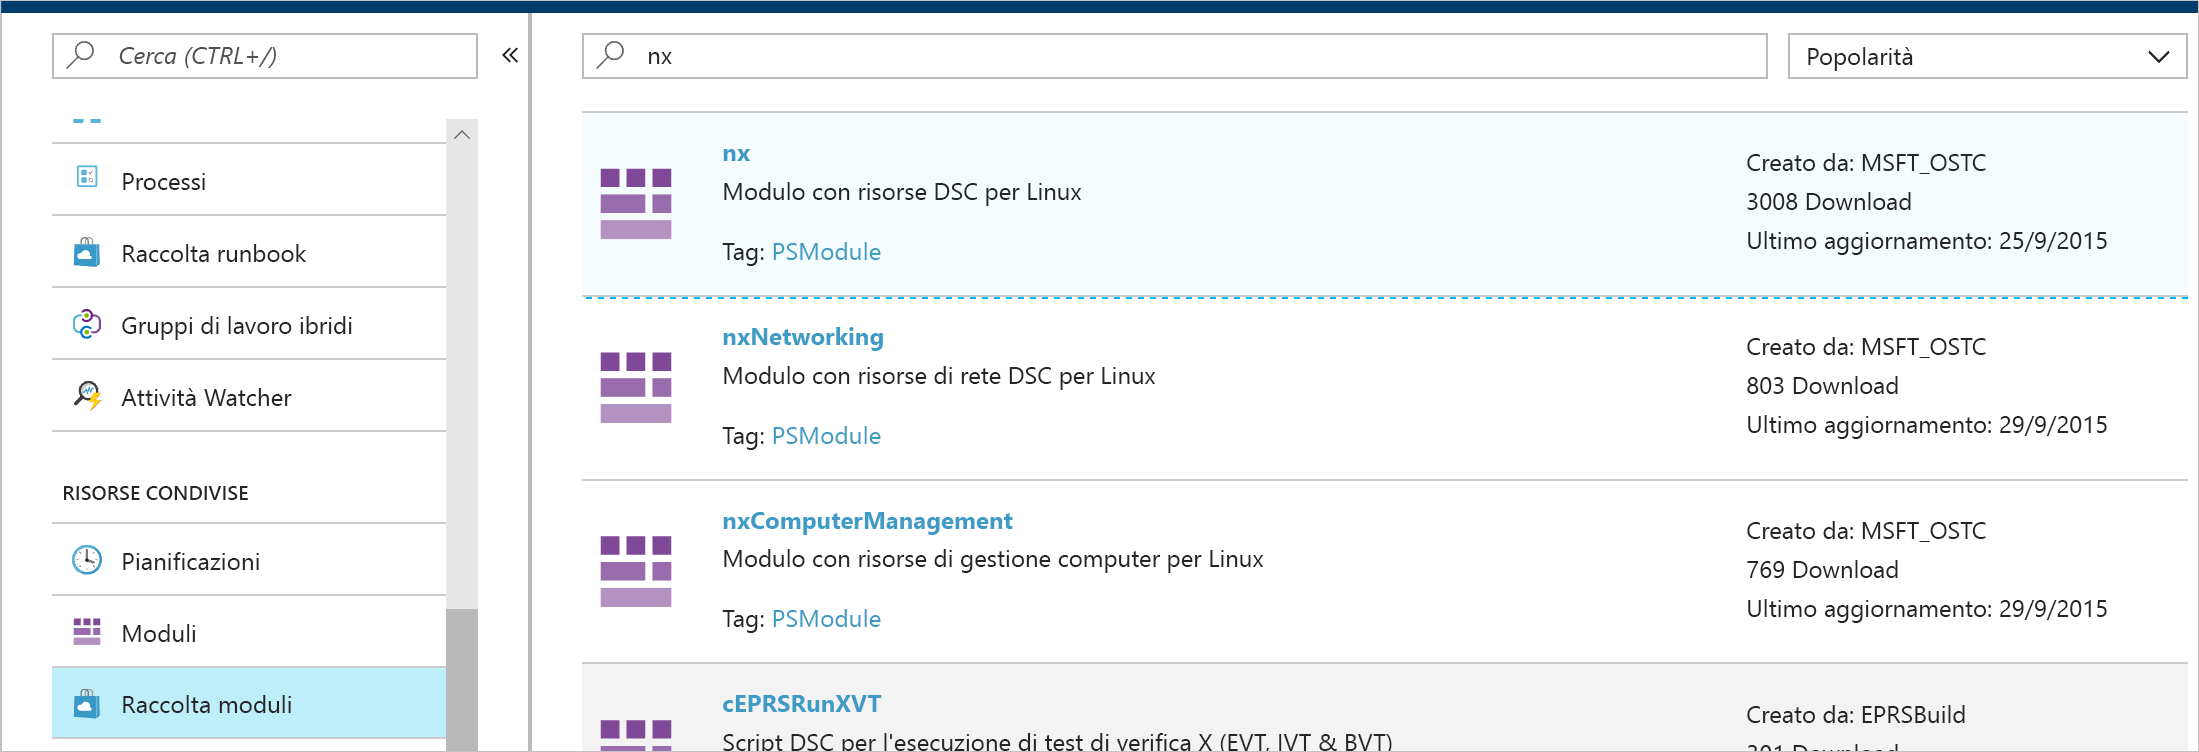 Cerca (CTRL+/)
«
Processi
Raccolta runbook
Gruppi di lavoro ibridi
Attività Watcher
RISORSE CONDIVISE
Pianificazioni
Moduli
Raccolta moduli
nx
Popolarità
nx
Modulo con risorse DSC per Linux
Tag: PSModule
Creato da: MSFT_OSTC
3008 Download
Ultimo aggiornamento: 25/9/2015
nxNetworking
Modulo con risorse di rete DSC per Linux
Tag: PSModule
Creato da: MSFT_OSTC
803 Download
Ultimo aggiornamento: 29/9/2015
nxComputerManagement
Modulo con risorse di gestione computer per Linux
Tag: PSModule
Creato da: MSFT_OSTC
769 Download
Ultimo aggiornamento: 29/9/2015
cEPRSRunXVT
Script DSC per l'esecuzione di test di verifica X (EVT, IVT & BVT)
Creato da: EPRSBuild
301 Download